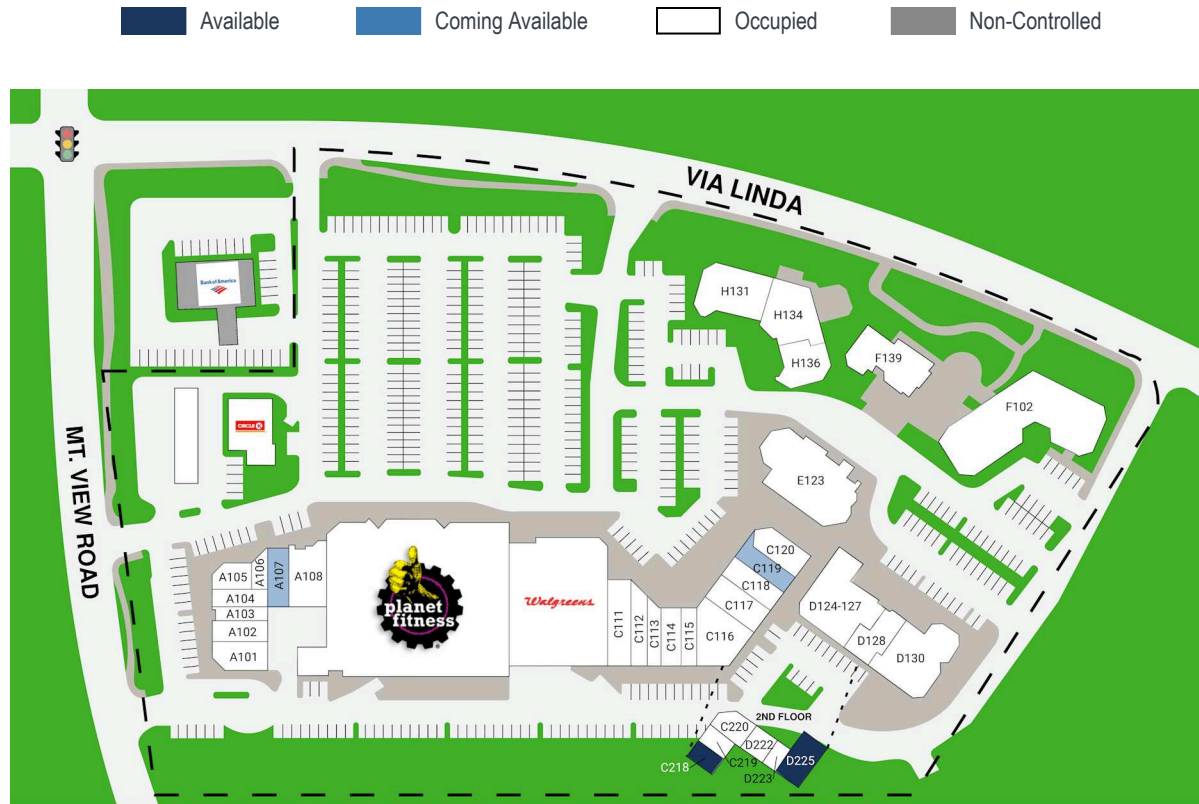 Available
Coming Available
Occupied
Non-Controlled
VIA LINDA
MT. VIEW ROAD
Bank of America
CIRCLE K
H131
H134
H136
F139
F102
E123
A105
A106
A107
A108
A104
A103
A102
A101
planet
fitness
Walgreens
C111
C112
C113
C114
C115
C116
C117
C118
C119
C120
D124-127
D128
D130
2ND FLOOR
C220
D222
C219
C218
D223
D225